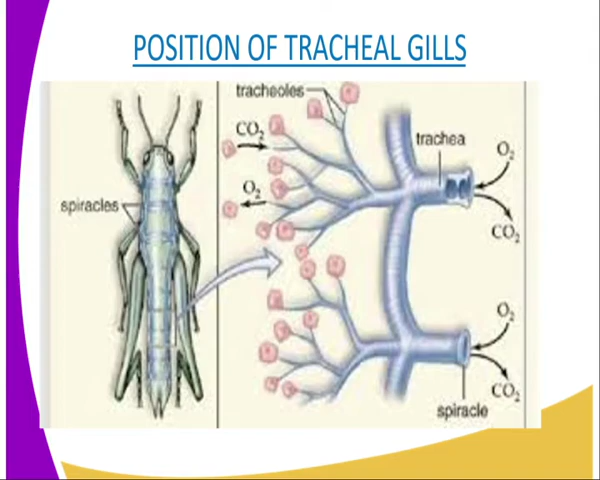 POSITION OF TRACHEAL GILLS
tracheoles
CO₂
O₂
spiracles
trachea
O₂
CO₂
O₂
CO₂
spiracle